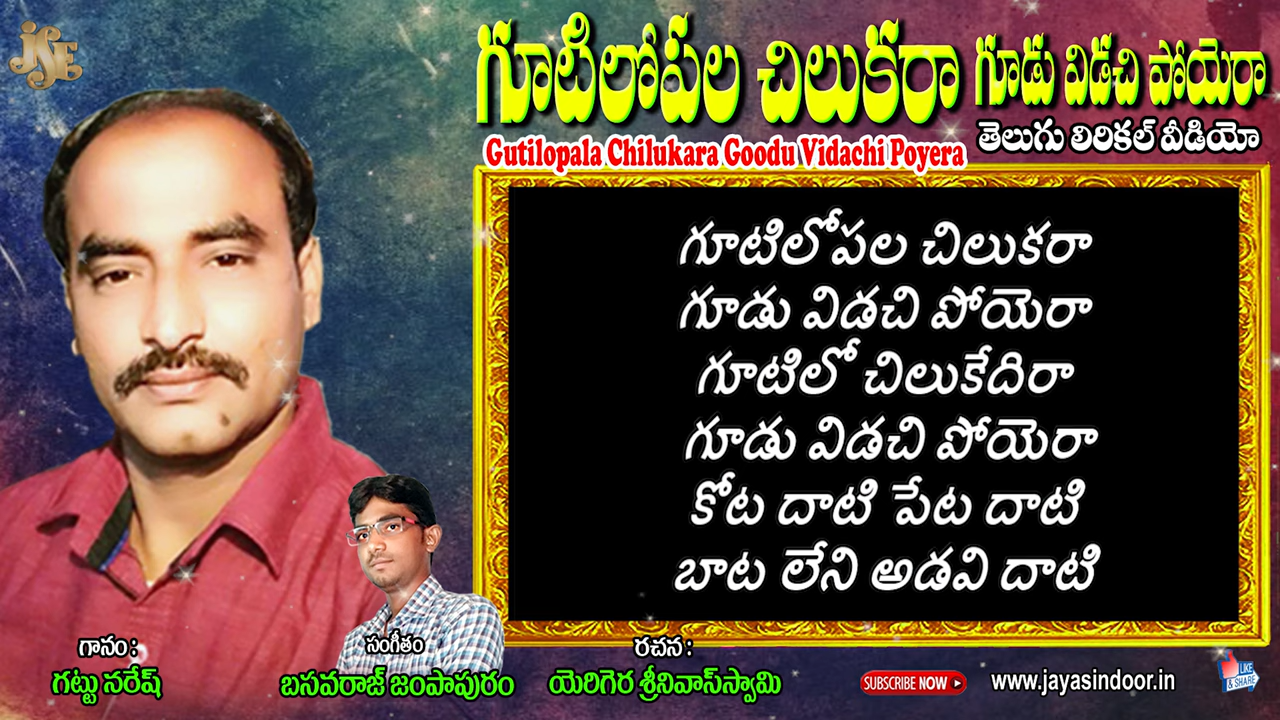 JSE
గూటిలోపల చిలుకరా గూడు విడచి పోయెరా
Gutilopala Chilukara Goodu Vidachi Poyera
తెలుగు లిరికల్ వీడియో
గూటిలోపల చిలుకరా
గూడు విడచి పోయెరా
గూటిలో చిలుకేదిరా
గూడు విడచి పోయెరా
కోట దాటి పేట దాటి
బాట లేని అడవి దాటి
గానం :
గట్టు నరేష్
సంగీతం
బసవరాజ్ జంపాపురం
రచన :
యెరిగెర శ్రీనివాస్‌స్వామి
SUBSCRIBE NOW
www.jayasindoor.in
LIKE
& SHARE